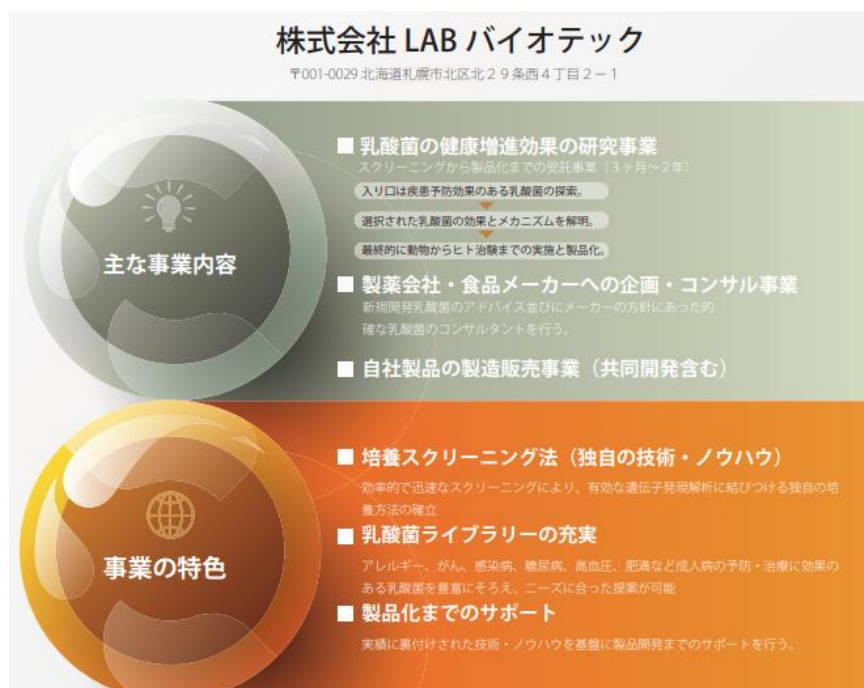 株式会社 LAB バイオテック
〒001-0029 北海道札幌市北区北２９条西４丁目２－１
主な事業内容
■ 乳酸菌の健康増進効果の研究事業
スクリーニングから製品化までの受託事業（３ヶ月～２年）
入り口は疾患予防効果のある乳酸菌の探索。
選択された乳酸菌の効果とメカニズムを解明。
最終的に動物からヒト治験までの実施と製品化。
■ 製薬会社・食品メーカーへの企画・コンサル事業
新規開発乳酸菌のアドバイス並びにメーカーの方針にあった的
確な乳酸菌のコンサルタントを行う。
■ 自社製品の製造販売事業（共同開発含む）
事業の特色
■ 培養スクリーニング法（独自の技術・ノウハウ）
効率的で迅速なスクリーニングにより、有効な遺伝子発現解析に結びつける独自の培
養方法の確立
■ 乳酸菌ライブラリーの充実
アレルギー、がん、感染病、糖尿病、高血圧、肥満など成人病の予防・治療に効果の
ある乳酸菌を豊富にそろえ、ニーズに合った提案が可能
■ 製品化までのサポート
実績に裏付けされた技術・ノウハウを基盤に製品開発までのサポートを行う。